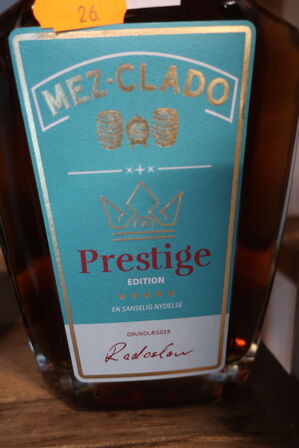 26.
MEZ-CLADO
Prestige
EDITION
EN SANSELIG NYDELSE
GRUNDLÆGGER
Radoslav